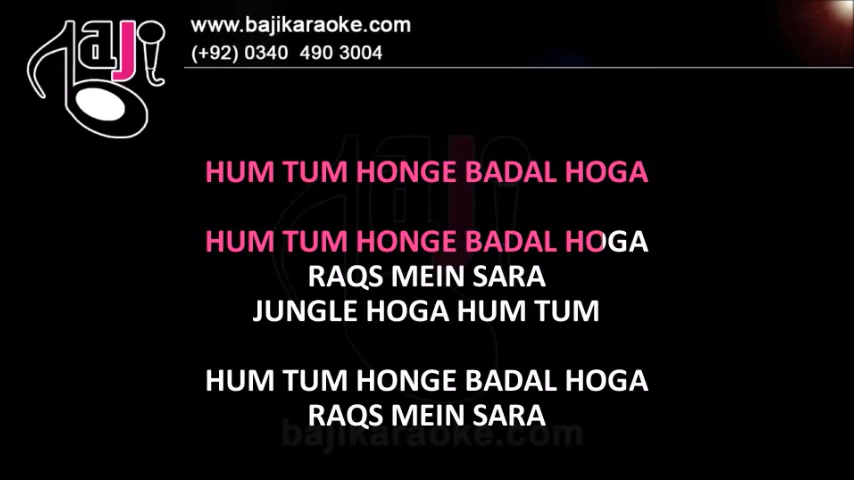 aji
www.bajikaraoke.com
(+92) 0340 490 3004
HUM TUM HONGE BADAL HOGA
HUM TUM HONGE BADAL HOGA
RAQS MEIN SARA
JUNGLE HOGA HUM TUM
HUM TUM HONGE BADAL HOGA
RAQS MEIN SARA
bajikaraoke.com